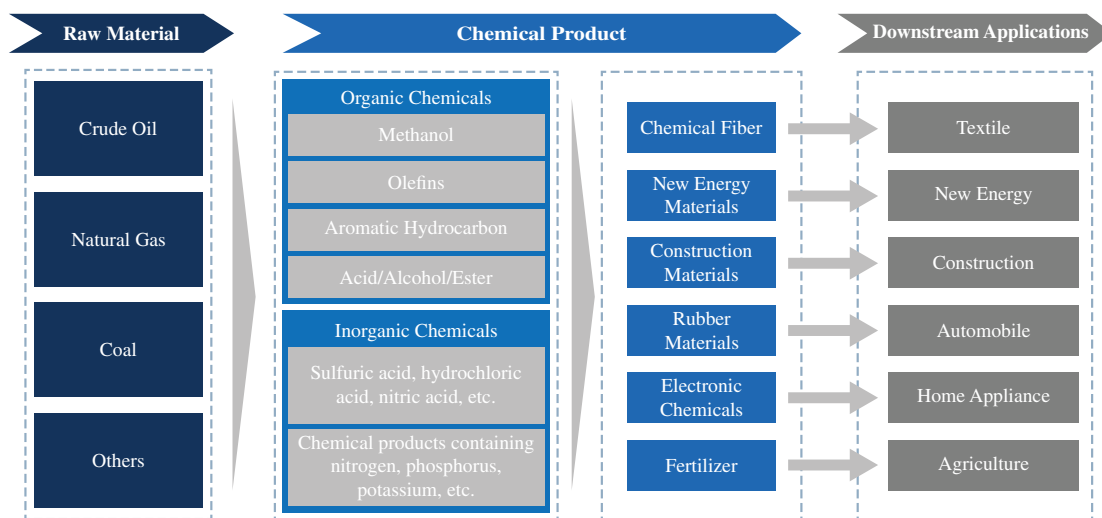 Raw Material
Chemical Product
Downstream Applications
Crude Oil
Natural Gas
Coal
Others
Organic Chemicals
Methanol
Olefins
Aromatic Hydrocarbon
Acid/Alcohol/Ester
Inorganic Chemicals
Sulfuric acid, hydrochloric
acid, nitric acid, etc.
Chemical products containing
nitrogen, phosphorus,
potassium, etc.
Chemical Fiber
New Energy
Materials
Construction
Materials
Rubber
Materials
Electronic
Chemicals
Fertilizer
Textile
New Energy
Construction
Automobile
Home Appliance
Agriculture